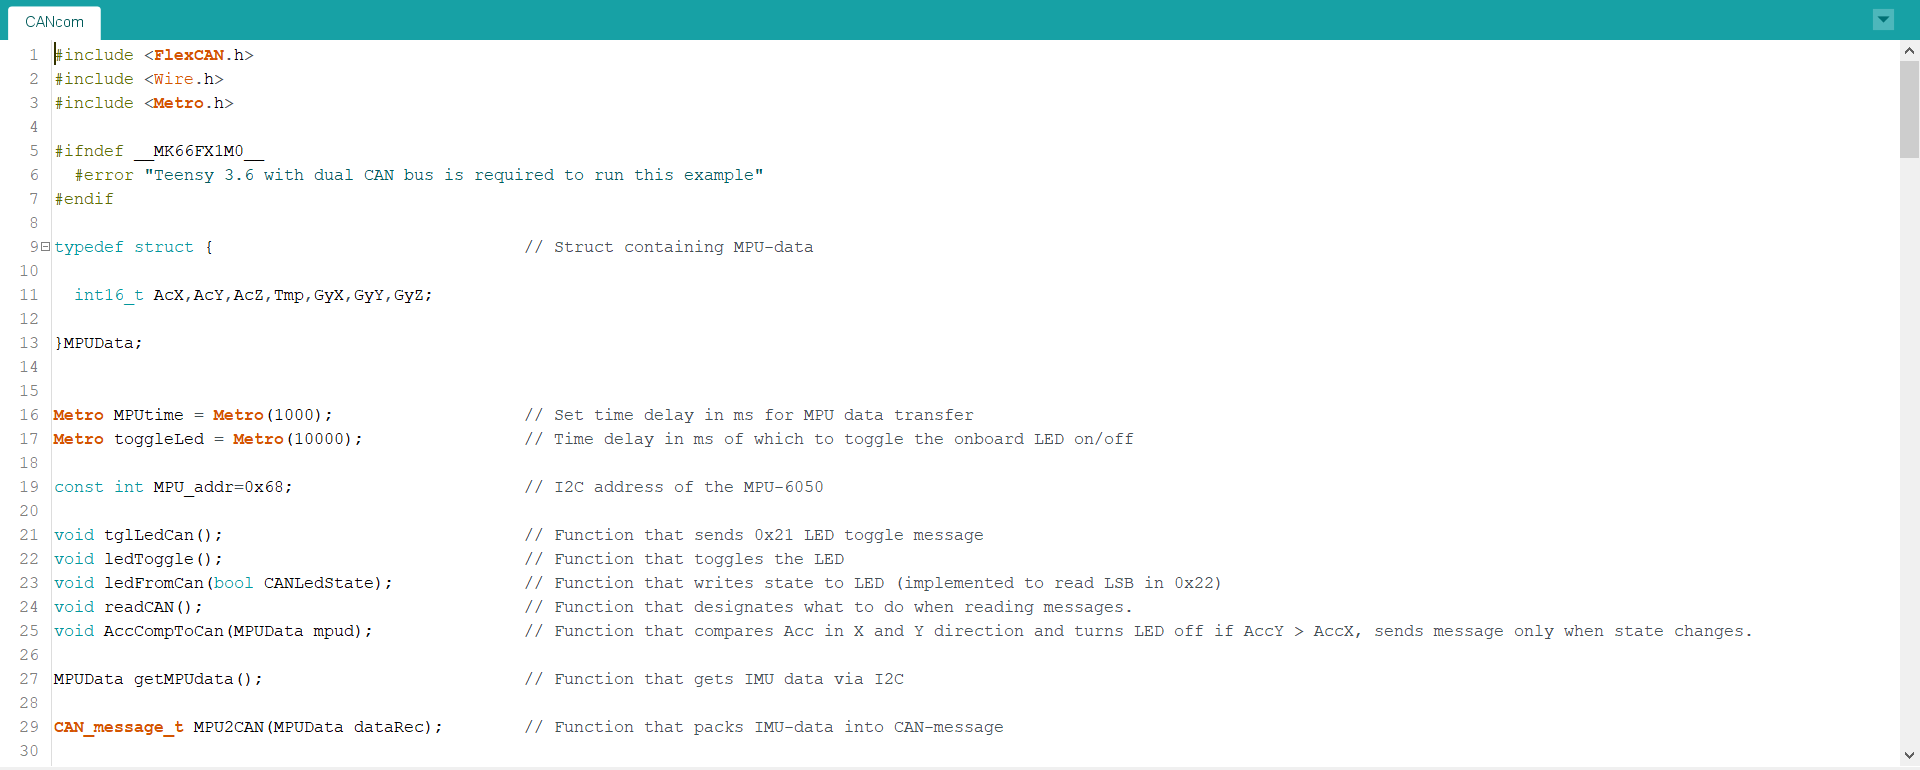 CANcom
1 #include <FlexCAN.h>
2 #include <Wire.h>
3 #include <Metro.h>
4
5 #ifndef __MK66FX1M0__
6   #error "Teensy 3.6 with dual CAN bus is required to run this example"
7 #endif
8
9 typedef struct {                               // Struct containing MPU-data
10
11   int16_t AcX,AcY,AcZ,Tmp,GyX,GyY,GyZ;
12
13 }MPUData;
14
15
16 Metro MPUtime = Metro(1000);                   // Set time delay in ms for MPU data transfer
17 Metro toggleLed = Metro(10000);                // Time delay in ms of which to toggle the onboard LED on/off
18
19 const int MPU_addr=0x68;                       // I2C address of the MPU-6050
20
21 void tglLedCan();                              // Function that sends 0x21 LED toggle message
22 void ledToggle();                              // Function that toggles the LED
23 void ledFromCan(bool CANLedState);             // Function that writes state to LED (implemented to read LSB in 0x22)
24 void readCAN();                                // Function that designates what to do when reading messages.
25 void AccCompToCan(MPUData mpud);               // Function that compares Acc in X and Y direction and turns LED off if AccY > AccX, sends message only when state changes.
26
27 MPUData getMPUdata();                          // Function that gets IMU data via I2C
28
29 CAN_message_t MPU2CAN(MPUData dataRec);        // Function that packs IMU-data into CAN-message
30